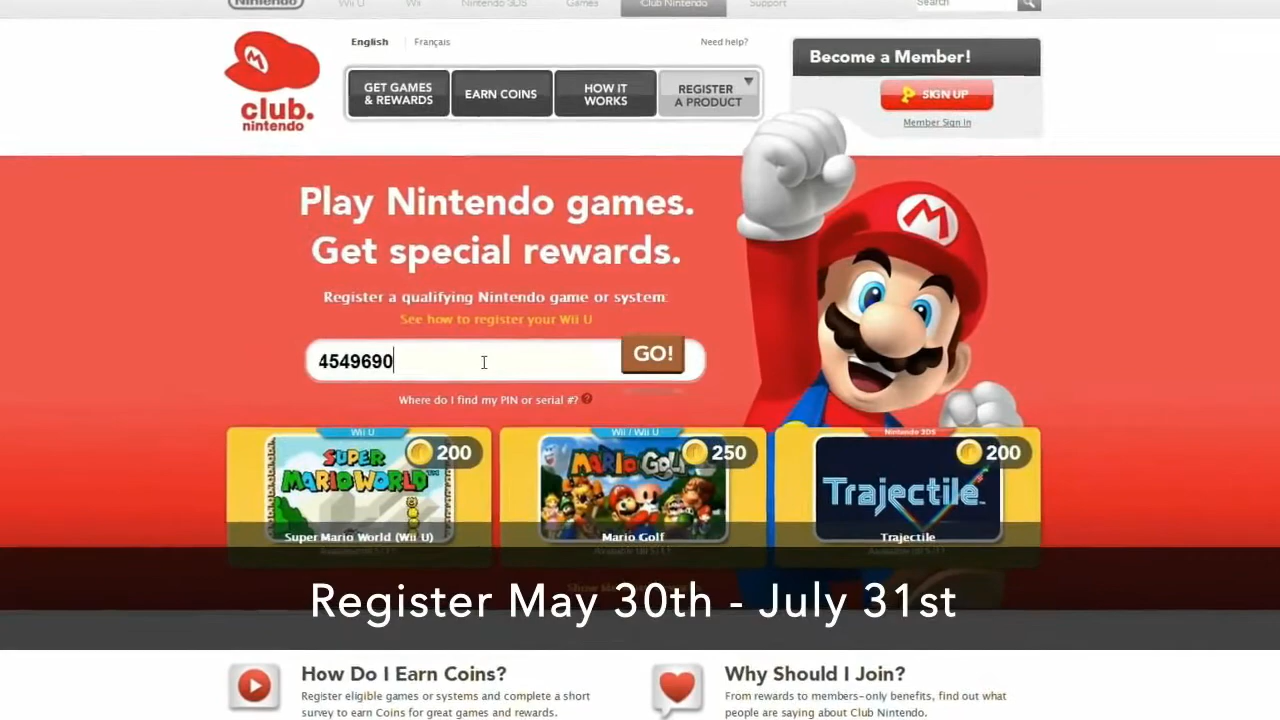 Nintendo
Wii U
Wii
Nintendo 3DS
Games
Club Nintendo
Support
Search
English
Français
Need help?
club.
nintendo
GET GAMES
& REWARDS
EARN COINS
HOW IT
WORKS
REGISTER
A PRODUCT
Become a Member!
SIGN UP
Member Sign In
Play Nintendo games.
Get special rewards.
Register a qualifying Nintendo game or system:
See how to register your Wii U
4549690
GO!
Where do I find my PIN or serial #?
Wii U
200
SUPER
MARIO WORLD™
Super Mario World (Wii U)
Wii / Wii U
250
MARIO GOLF
Mario Golf
Nintendo 3DS
200
Trajectile™
Trajectile
Register May 30th - July 31st
How Do I Earn Coins?
Register eligible games or systems and complete a short
survey to earn Coins for great games and rewards.
Why Should I Join?
From rewards to members-only benefits, find out what
people are saying about Club Nintendo.